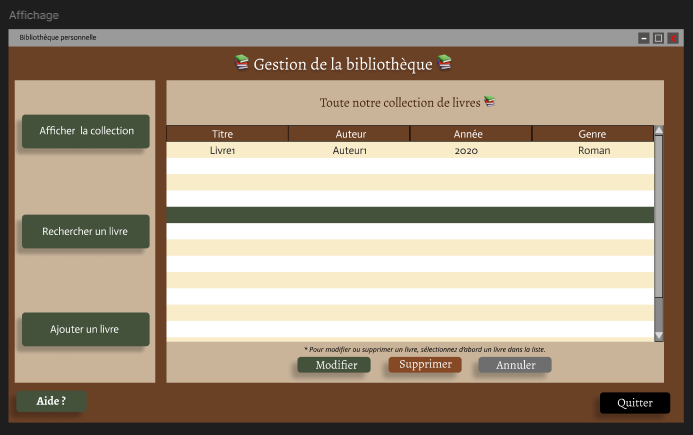 Affichage
Bibliothèque personnelle
Gestion de la bibliothèque
Toute notre collection de livres
Afficher la collection
Titre Auteur Année Genre
Livre1 Auteur1 2020 Roman
Rechercher un livre
Ajouter un livre
* Pour modifier ou supprimer un livre, sélectionnez d'abord un livre dans la liste.
Modifier Supprimer Annuler
Aide ?
Quitter